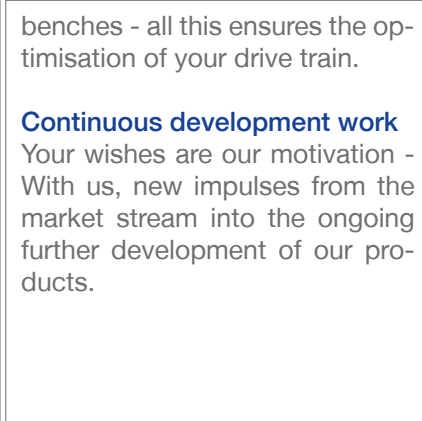 benches - all this ensures the op-
timisation of your drive train.
Continuous development work
Your wishes are our motivation -
With us, new impulses from the
market stream into the ongoing
further development of our pro-
ducts.